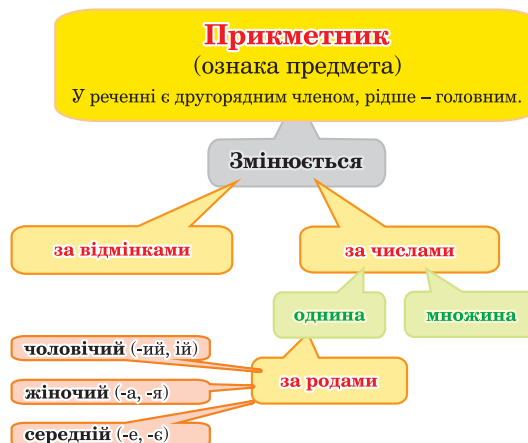 Прикметник
(ознака предмета)
У реченні є другорядним членом, рідше – головним.
Змінюється
за відмінками
за числами
однина
множина
за родами
чоловічий (-ий, ій)
жіночий (-а, -я)
середній (-е, -є)